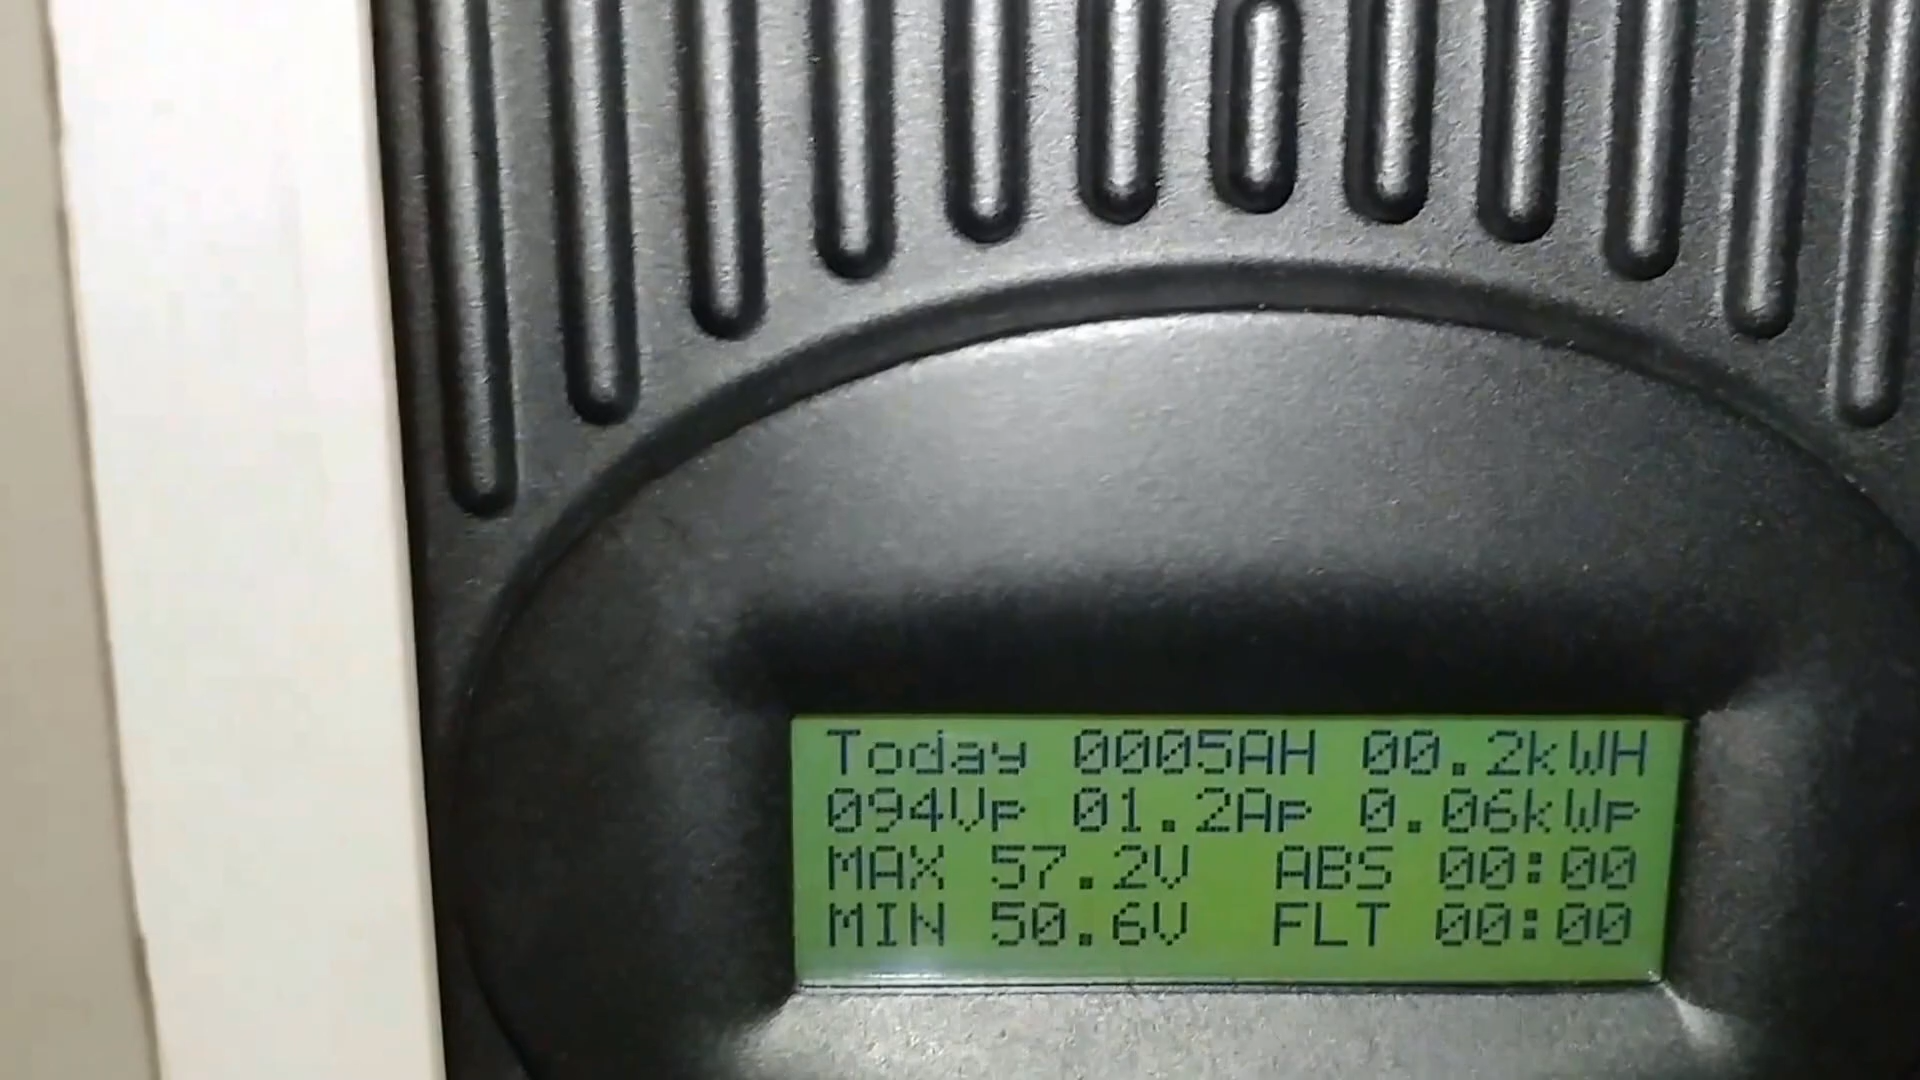 Today 0005AH 00.2kWH
094Vp 01.2Ap 0.06kWp
MAX 57.2V ABS 00:00
MIN 50.6V FLT 00:00